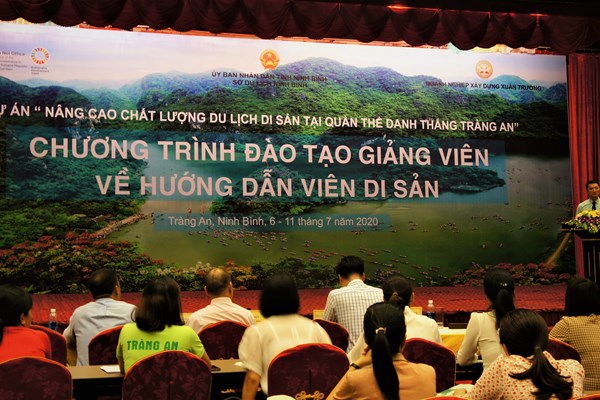 ỦY BAN NHÂN DÂN TỈNH NINH BÌNH
SỞ DU LỊCH NINH BÌNH
DOANH NGHIỆP XÂY DỰNG XUÂN TRƯỜNG
Ự ÁN “ NÂNG CAO CHẤT LƯỢNG DU LỊCH DI SẢN TẠI QUẦN THỂ DANH THẮNG TRÀNG AN”
CHƯƠNG TRÌNH ĐÀO TẠO GIẢNG VIÊN
VỀ HƯỚNG DẪN VIÊN DI SẢN
Tràng An, Ninh Bình, 6 - 11 tháng 7 năm 2020
TRÀNG AN